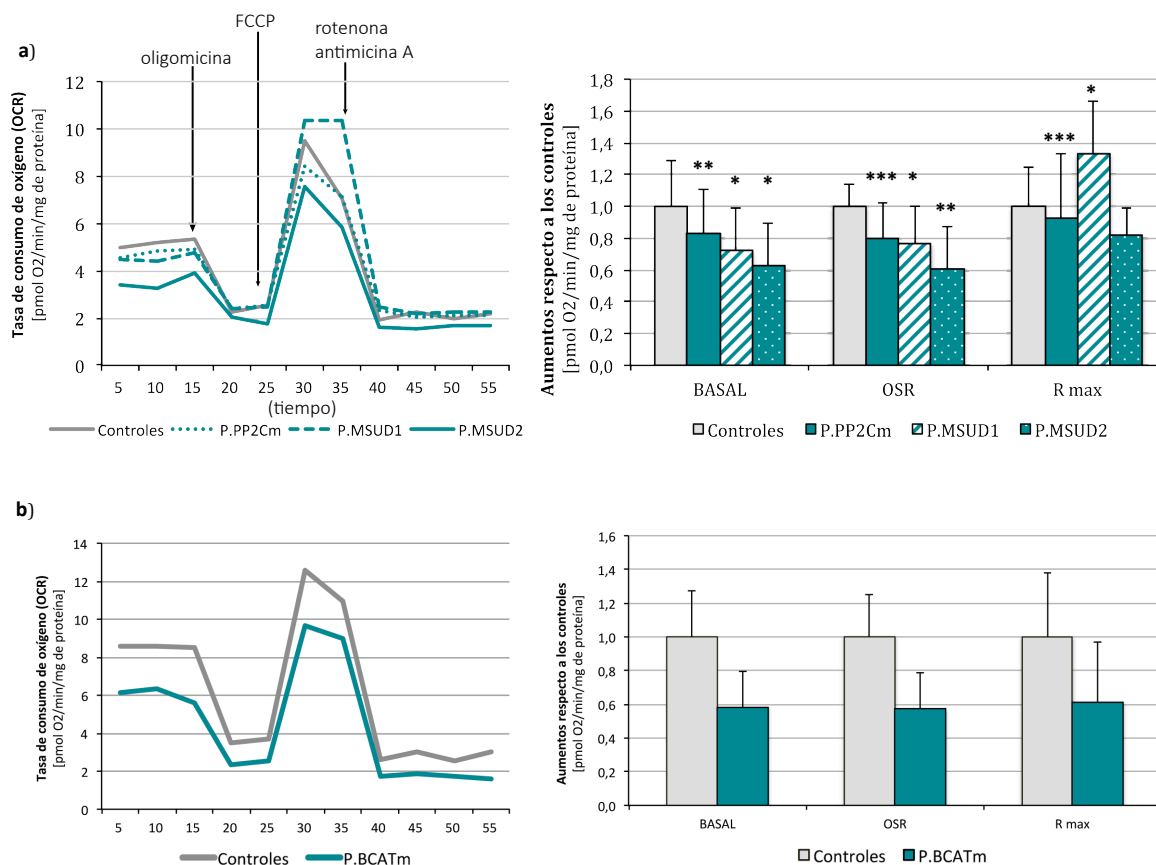 a)
oligomicina
FCCP
rotenona
antimicina A
Tasa de consumo de oxígeno (OCR)
[pmol O2/min/mg de proteína]
12
10
8
6
4
2
0
5 10 15 20 25 30 35 40 45 50 55
(tiempo)
Controles P.PP2Cm P.MSUD1 P.MSUD2
Aumentos respecto a los controles
[pmol O2/min/mg de proteína]
1,8
1,6
1,4
1,2
1,0
0,8
0,6
0,4
0,2
0,0
** * *
*** * **
*** *
BASAL OSR R max
Controles P.PP2Cm P.MSUD1 P.MSUD2
b)
Tasa de consumo de oxígeno (OCR)
[pmol O2/min/mg de proteína]
14
12
10
8
6
4
2
0
5 10 15 20 25 30 35 40 45 50 55
Controles P.BCATm
Aumentos respecto a los controles
[pmol O2/min/mg de proteína]
1,6
1,4
1,2
1,0
0,8
0,6
0,4
0,2
0,0
BASAL OSR R max
Controles P.BCATm